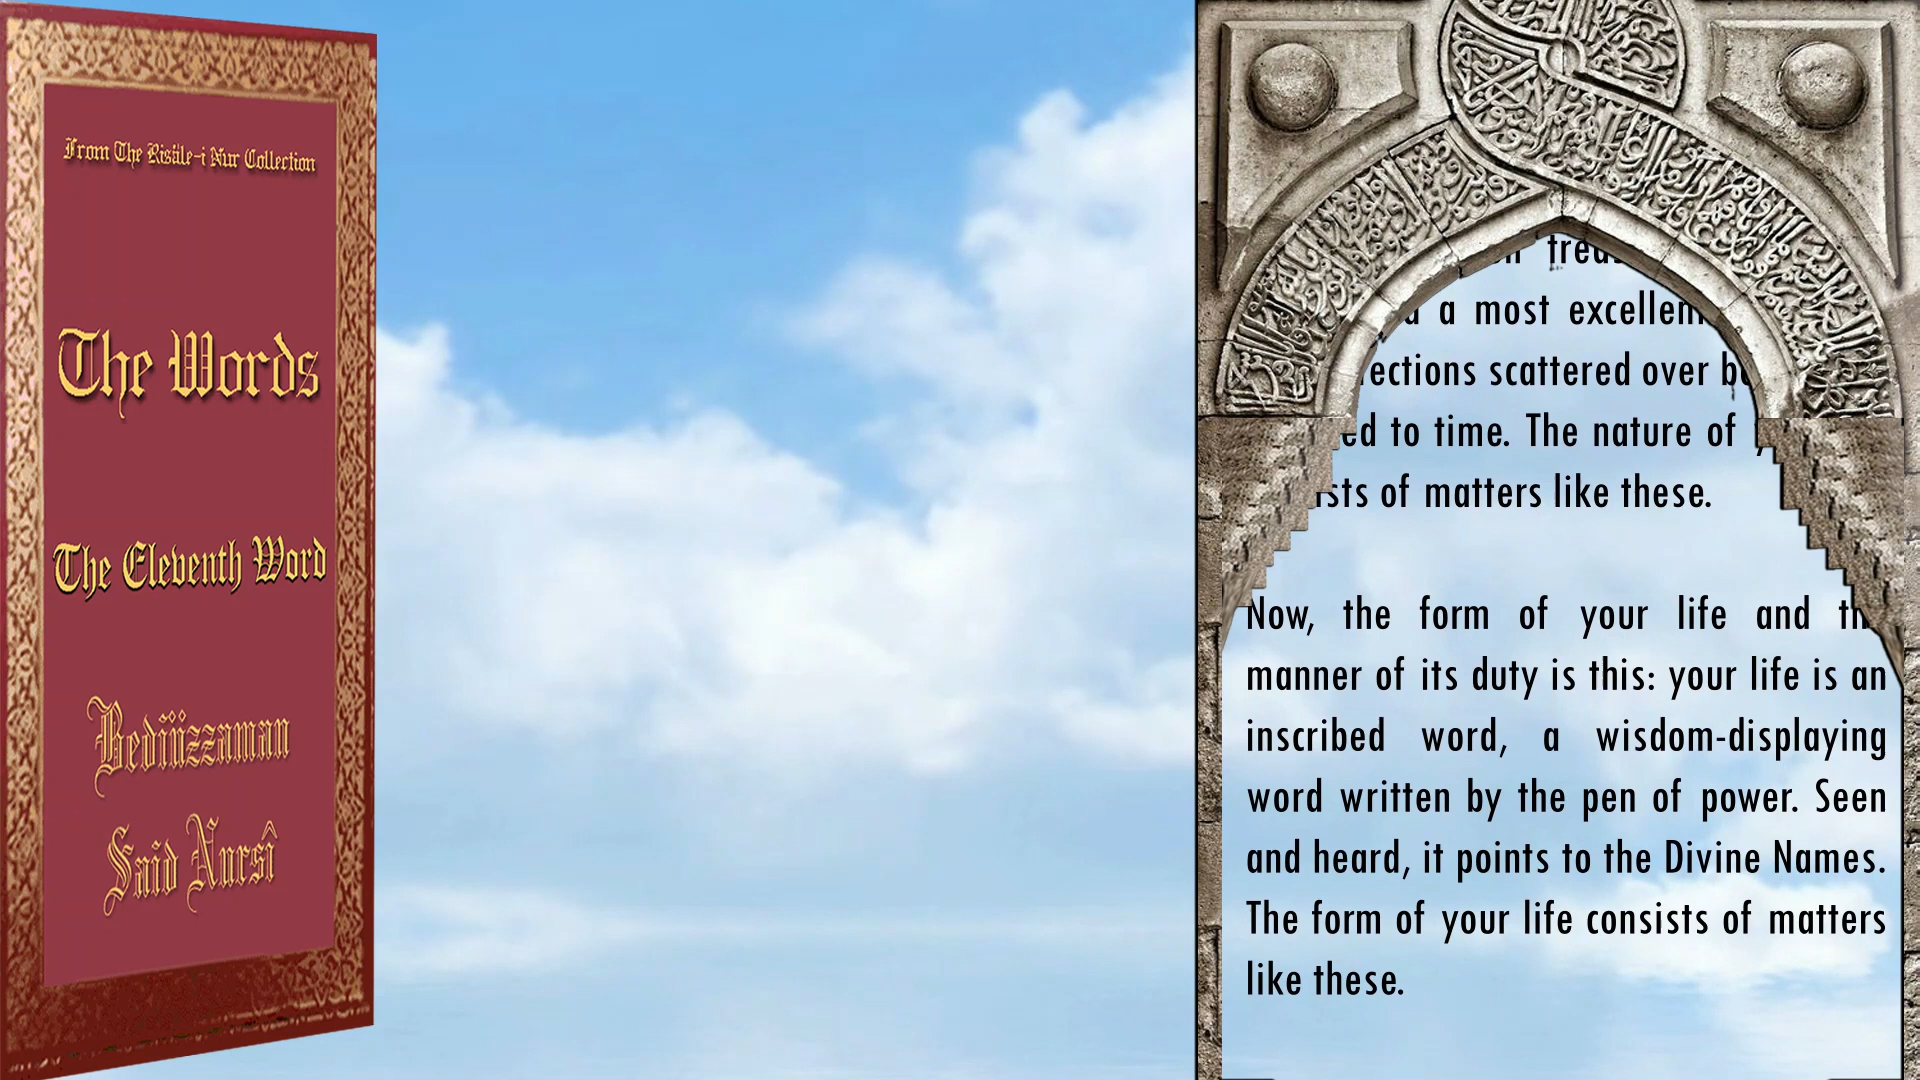 From The Risâle-i Nur Collection
The Words
The Eleventh Word
Bediüzzaman
Said Nursî
a most excellen
ections scattered over
ed to time. The nature of
sts of matters like these.
Now, the form of your life and the
manner of its duty is this: your life is an
inscribed word, a wisdom-displaying
word written by the pen of power. Seen
and heard, it points to the Divine Names.
The form of your life consists of matters
like these.